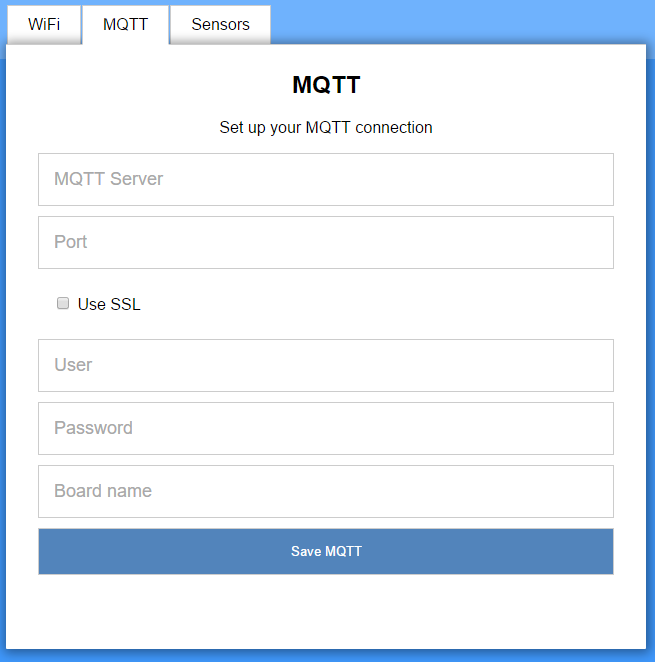 WiFi MQTT Sensors
MQTT
Set up your MQTT connection
MQTT Server
Port
Use SSL
User
Password
Board name
Save MQTT